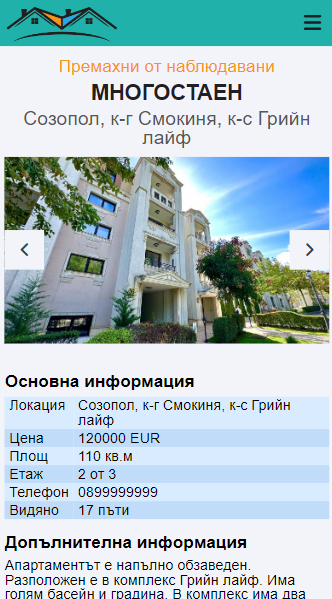 Премахни от наблюдавани
МНОГОСТАЕН
Созопол, к-г Смокиня, к-с Грийн
лайф
Основна информация
Локация Созопол, к-г Смокиня, к-с Грийн
лайф
Цена 120000 EUR
Площ 110 кв.м
Етаж 2 от 3
Телефон 0899999999
Видяно 17 пъти
Допълнителна информация
Апартаментът е напълно обзаведен.
Разположен е в комплекс Грийн лайф. Има
голям басейн и градина. В комплекс има два